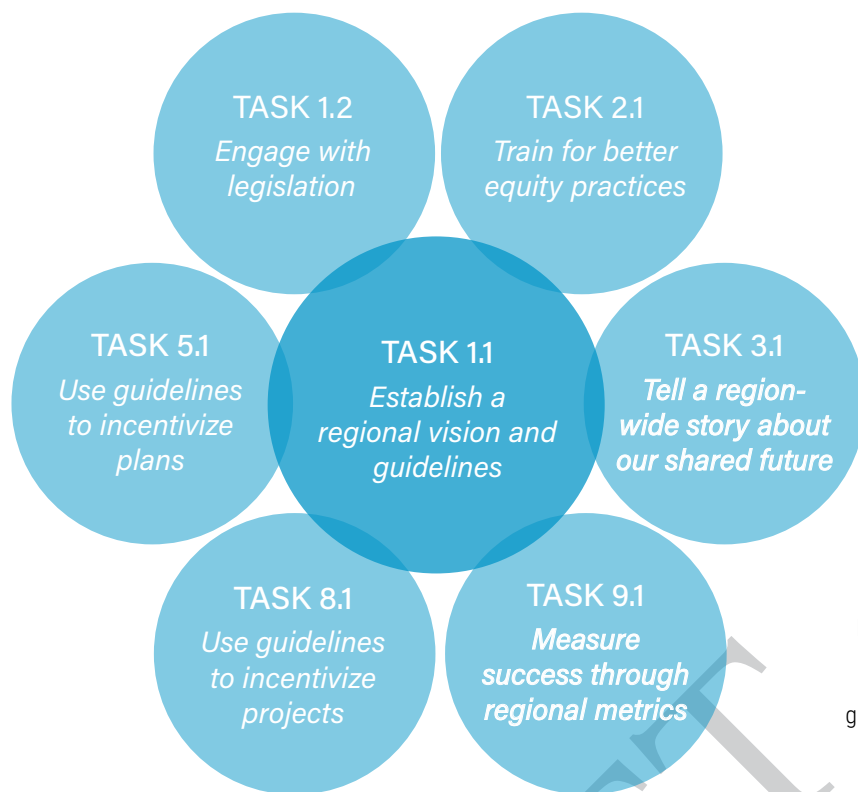 TASK 1.2
Engage with
legislation
TASK 2.1
Train for better
equity practices
TASK 5.1
Use guidelines
to incentivize
plans
TASK 1.1
Establish a
regional vision and
guidelines
TASK 3.1
Tell a region-
wide story about
our shared future
TASK 8.1
Use guidelines
to incentivize
projects
TASK 9.1
Measure
success through
regional metrics
g